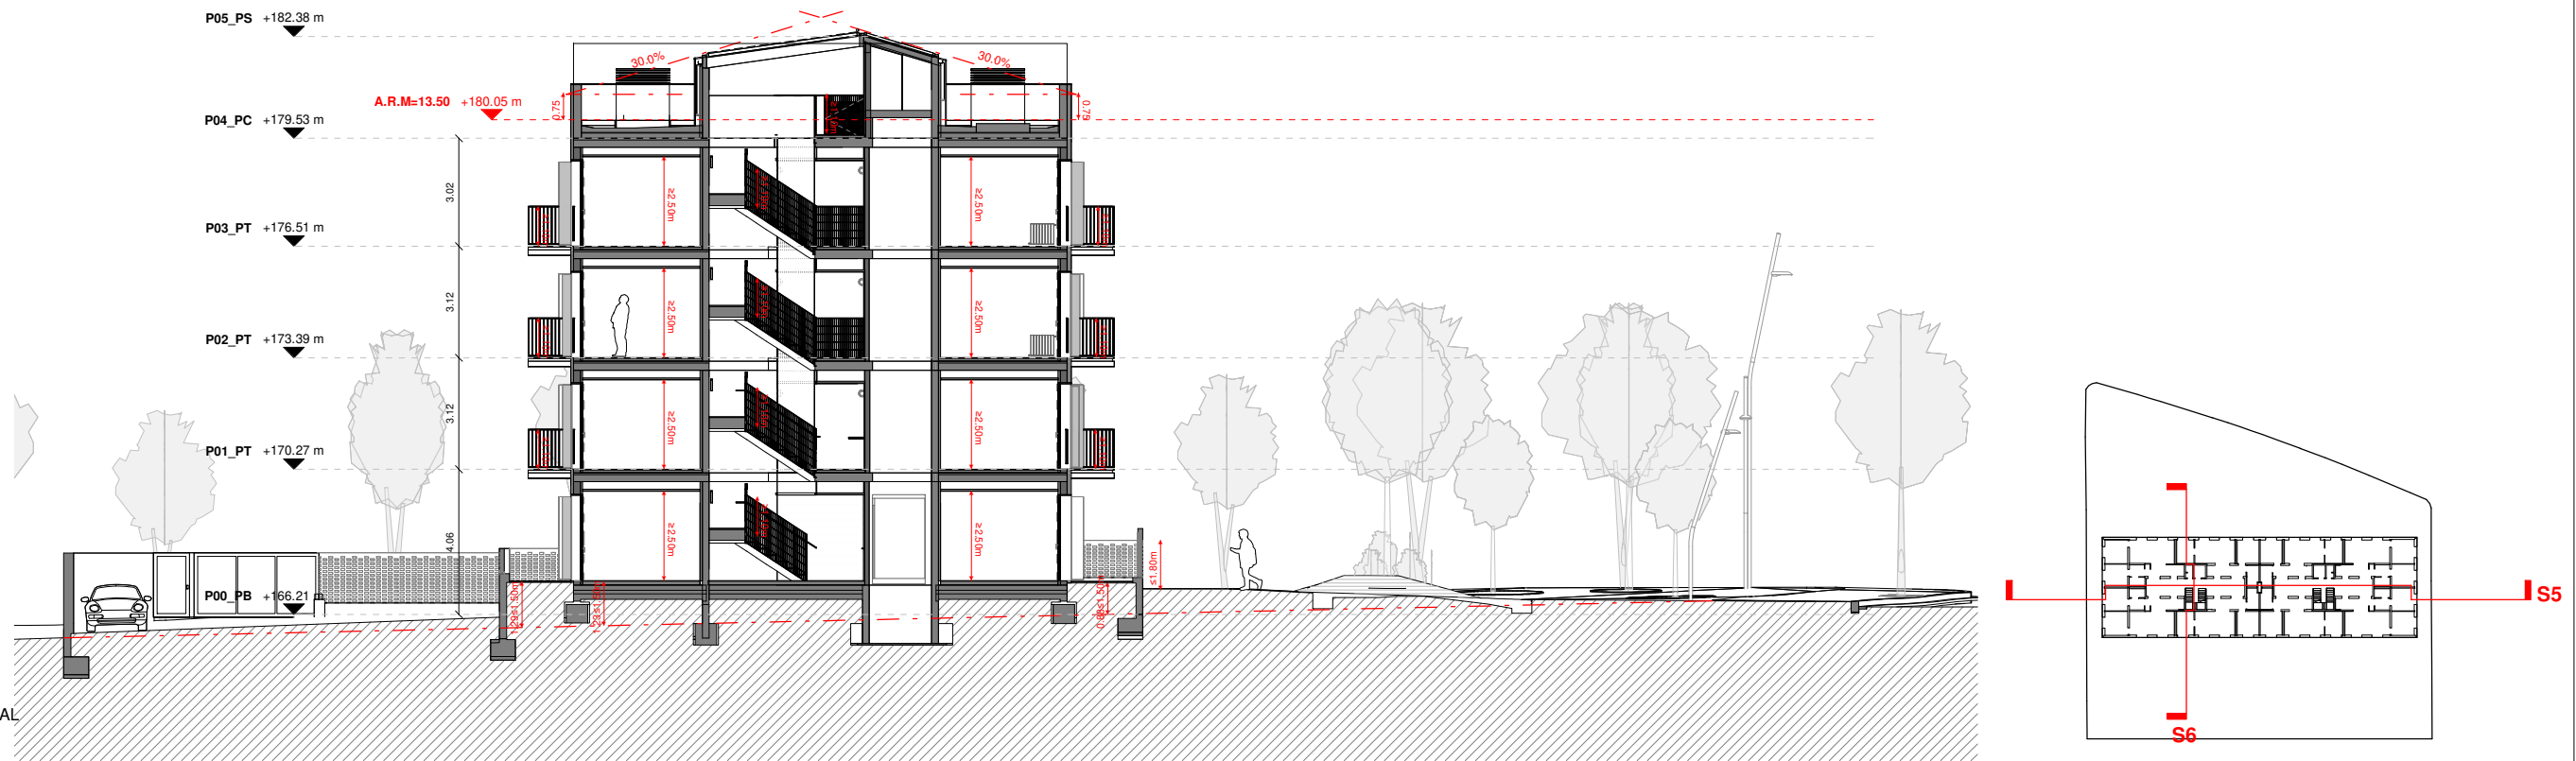 P05_PS +182.38 m
30.0%
30.0%
A.R.M=13.50 +180.05 m
0.75
0.75
P04_PC +179.53 m
3.02
≥2.50m
≥2.50m
P03_PT +176.51 m
3.12
≥2.50m
≥2.50m
P02_PT +173.39 m
3.12
≥2.50m
≥2.50m
P01_PT +170.27 m
4.06
≥2.50m
≥2.50m
≤1.80m
P00_PB +166.21
S5
AL
S6